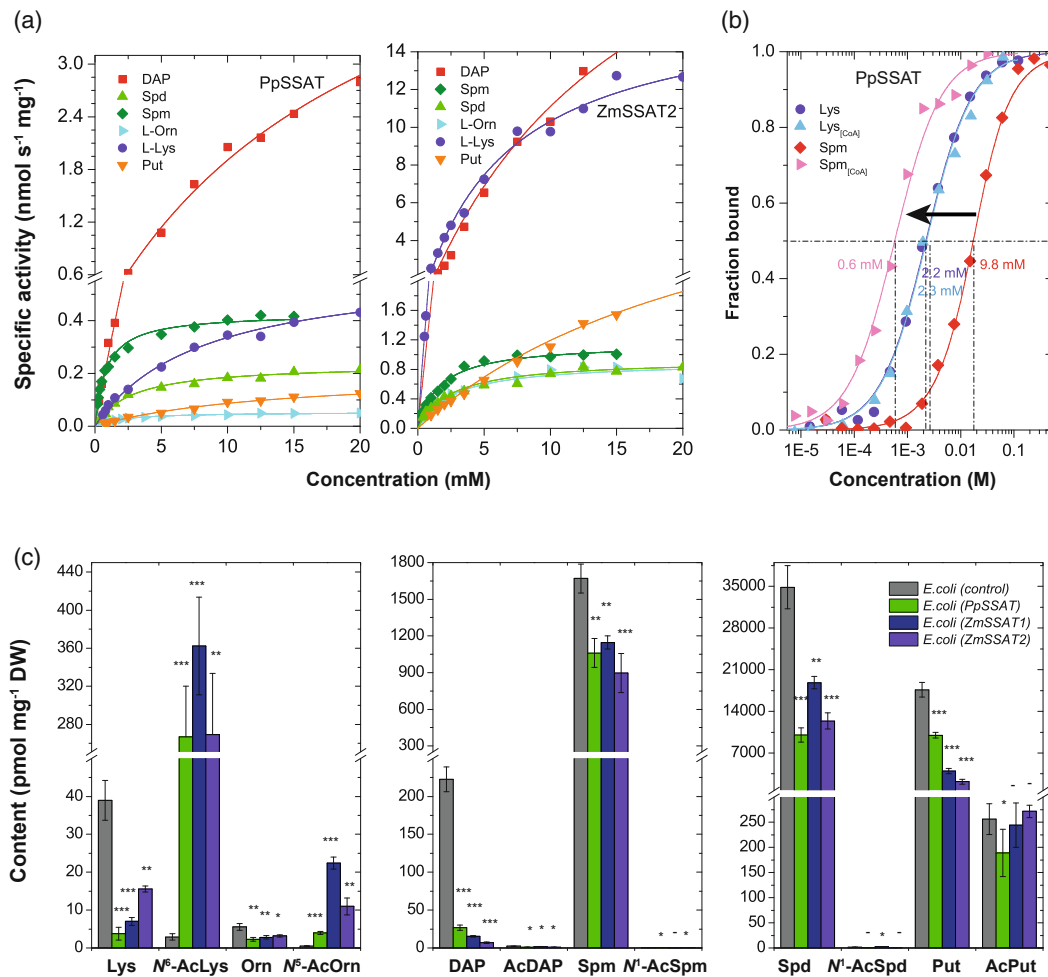 (a)
Specific activity (nmol s⁻¹ mg⁻¹)
3.0
2.4
1.8
1.2
0.6
0.4
0.2
0.0
DAP
Spd
Spm
L-Orn
L-Lys
Put
PpSSAT
0 5 10 15 20
14
12
10
8
6
4
2
1.6
1.2
0.8
0.4
0.0
DAP
Spm
Spd
L-Orn
L-Lys
Put
ZmSSAT2
0 5 10 15 20
Concentration (mM)
(b)
Fraction bound
1.0
0.8
0.6
0.4
0.2
0.0
PpSSAT
Lys
Lys[CoA]
Spm
Spm[CoA]
0.6 mM
2.2 mM
2.3 mM
9.8 mM
1E-5 1E-4 1E-3 0.01 0.1
Concentration (M)
(c)
Content (pmol mg⁻¹ DW)
440
400
360
320
280
40
30
20
10
0
*** *** **
*** *** ** ** ** * *** *** **
Lys N⁶-AcLys Orn N⁵-AcOrn
1800
1500
1200
900
600
300
200
150
100
50
0
*** *** *** * * * ** ** *** * - *
DAP AcDAP Spm N¹-AcSpm
35000
28000
21000
14000
7000
250
200
150
100
50
0
E.coli (control)
E.coli (PpSSAT)
E.coli (ZmSSAT1)
E.coli (ZmSSAT2)
*** ** *** - * - *** *** *** * - -
Spd N¹-AcSpd Put AcPut